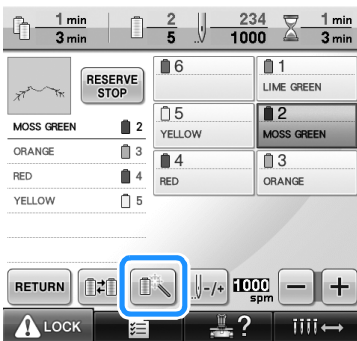 1 min 2 234 1 min
3 min 5 1000 3 min
RESERVE
STOP
MOSS GREEN 2
ORANGE 3
RED 4
YELLOW 5
6
1
LIME GREEN
5
YELLOW
2
MOSS GREEN
4
RED
3
ORANGE
RETURN -/+ 1000 spm − +
LOCK ?